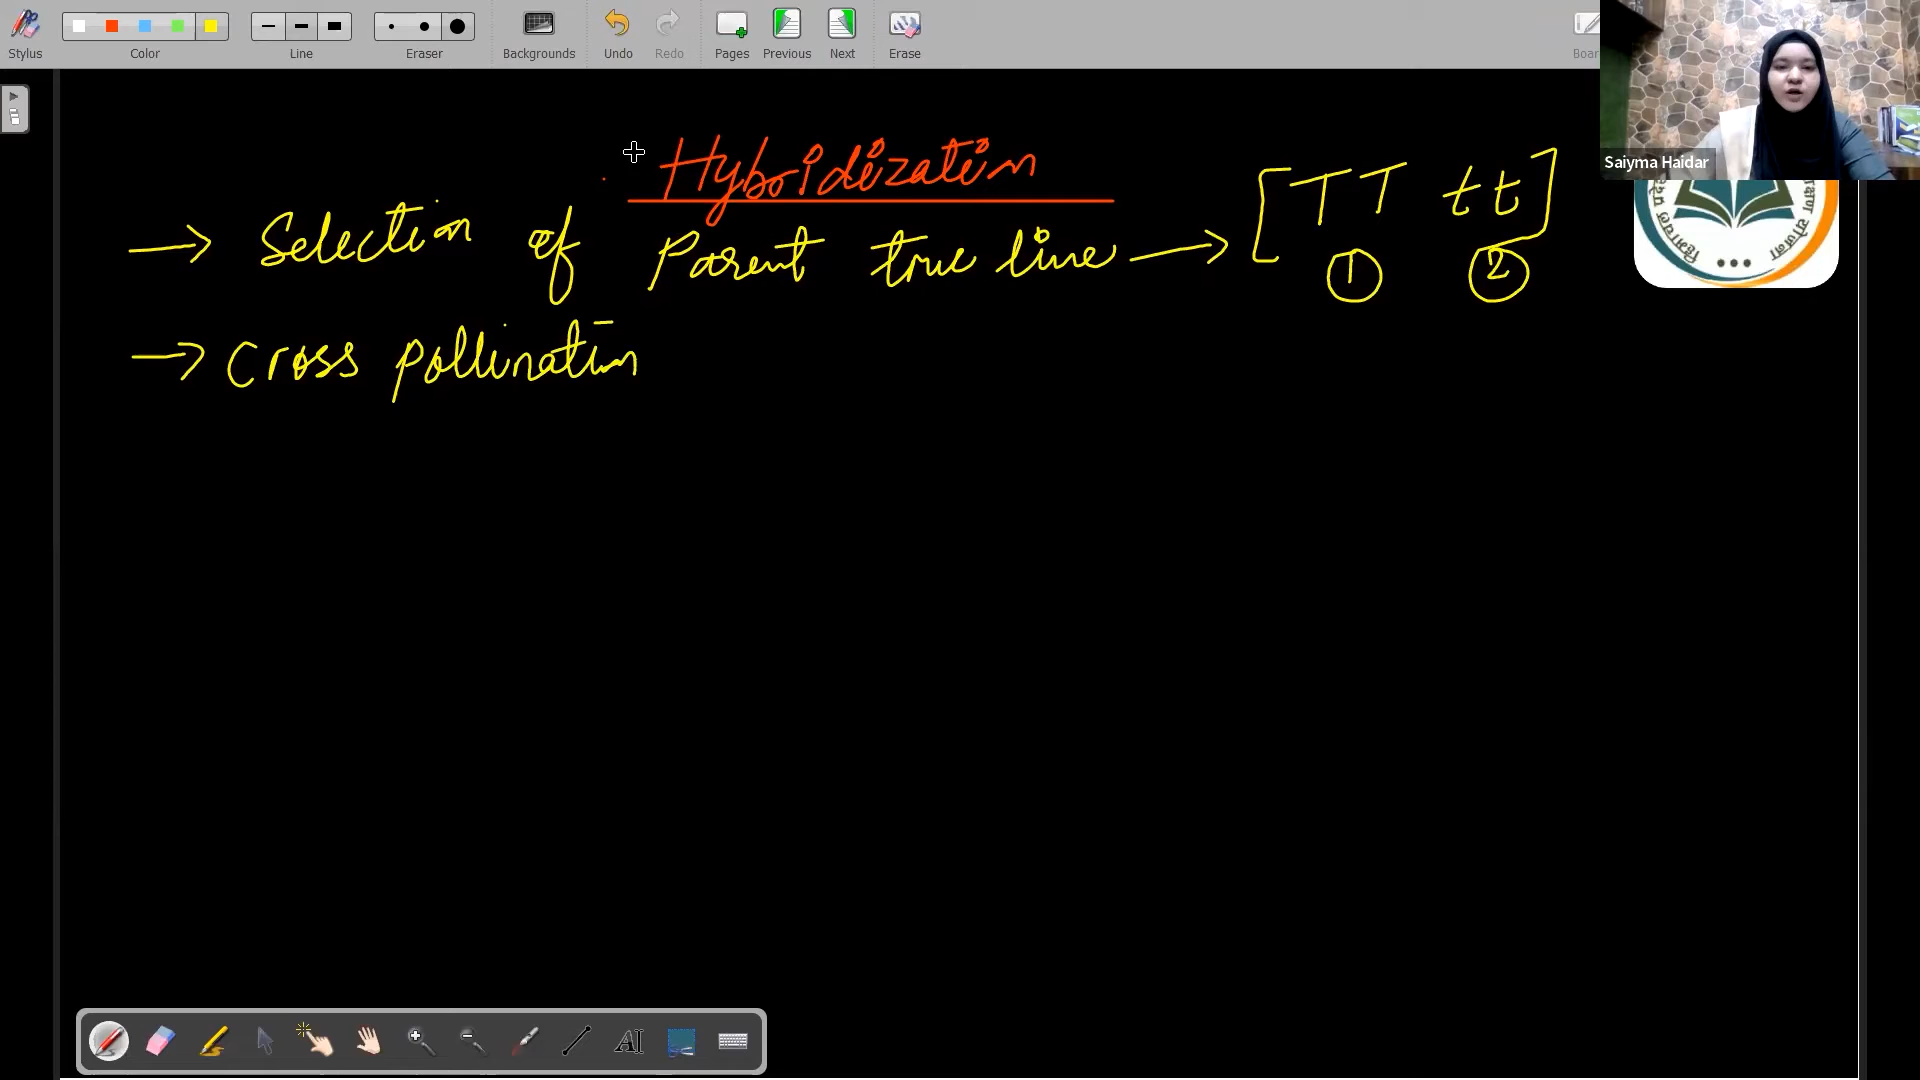 Stylus Color Line Eraser Backgrounds Undo Redo Pages Previous Next Erase
Saiyma Haidar
Hybridization
→ Selection of Parent true line → [TT tt]
① ②
→ Cross pollination